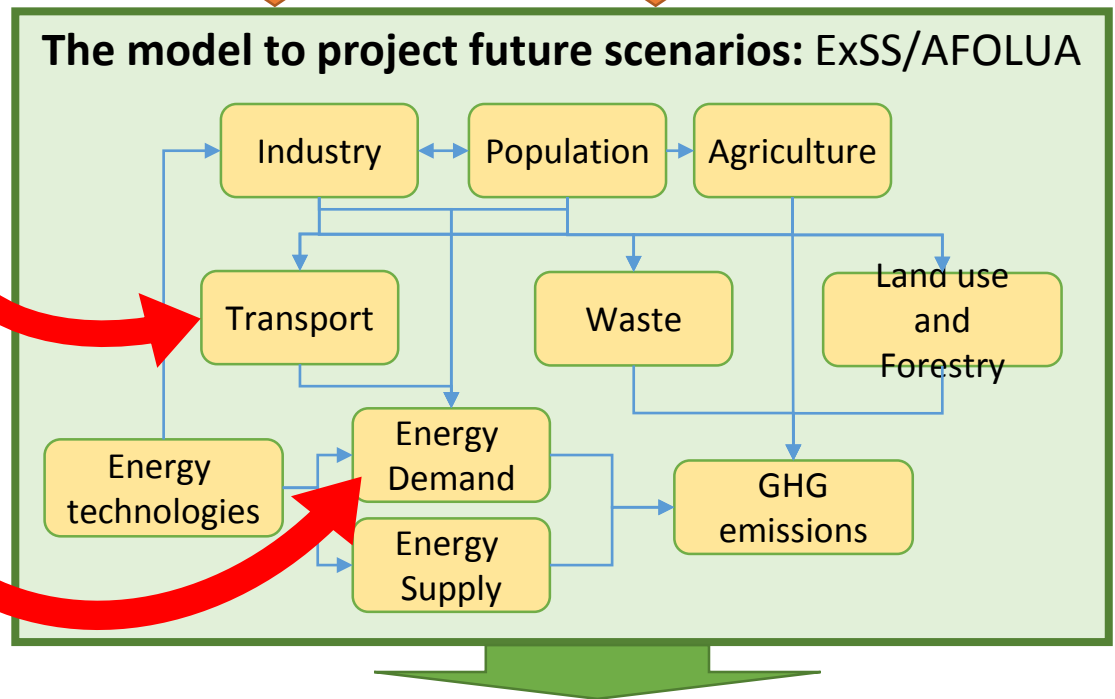 The model to project future scenarios: ExSS/AFOLUA
Industry
Population
Agriculture
Transport
Waste
Land use
and
Forestry
Energy
technologies
Energy
Demand
GHG
emissions
Energy
Supply